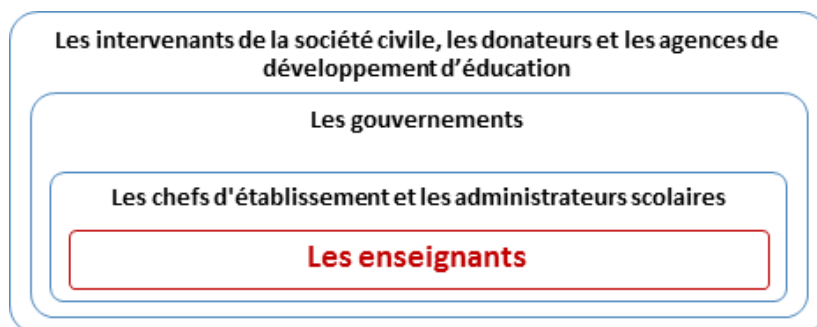 Les intervenants de la société civile, les donateurs et les agences de
développement d’éducation
Les gouvernements
Les chefs d'établissement et les administrateurs scolaires
Les enseignants